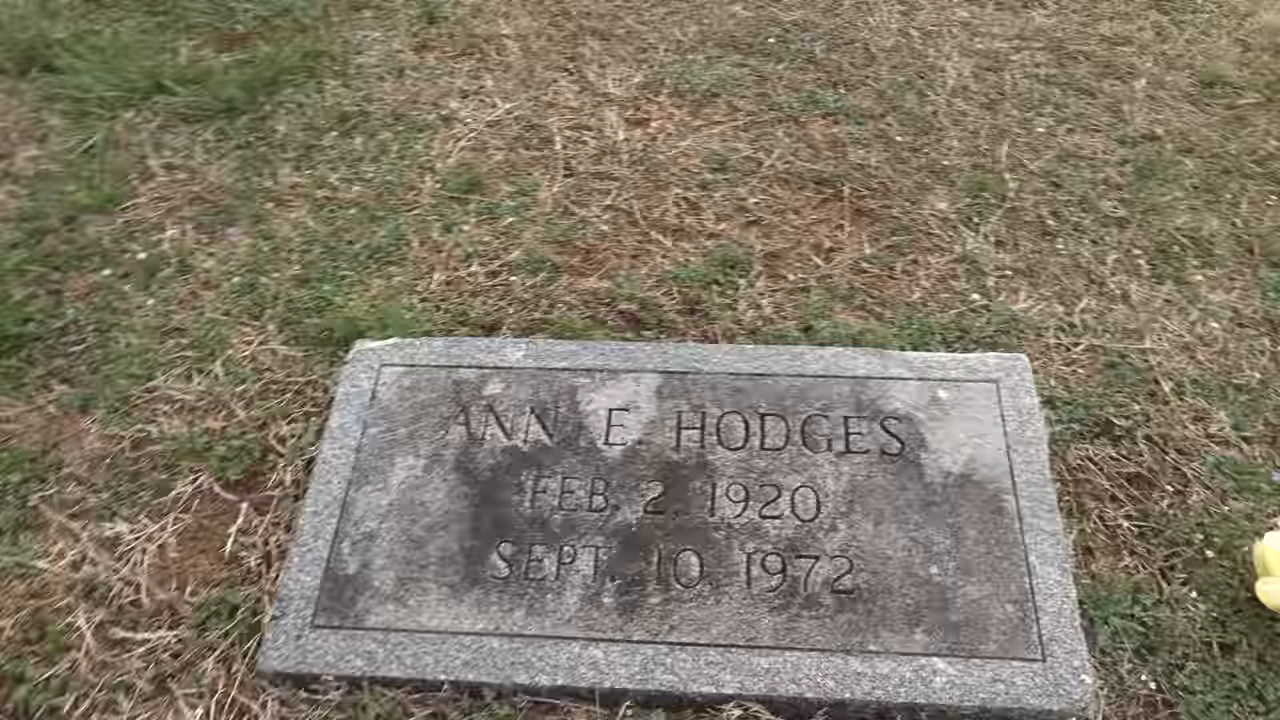 ANN E. HODGES
FEB. 2, 1920
SEPT. 10, 1972